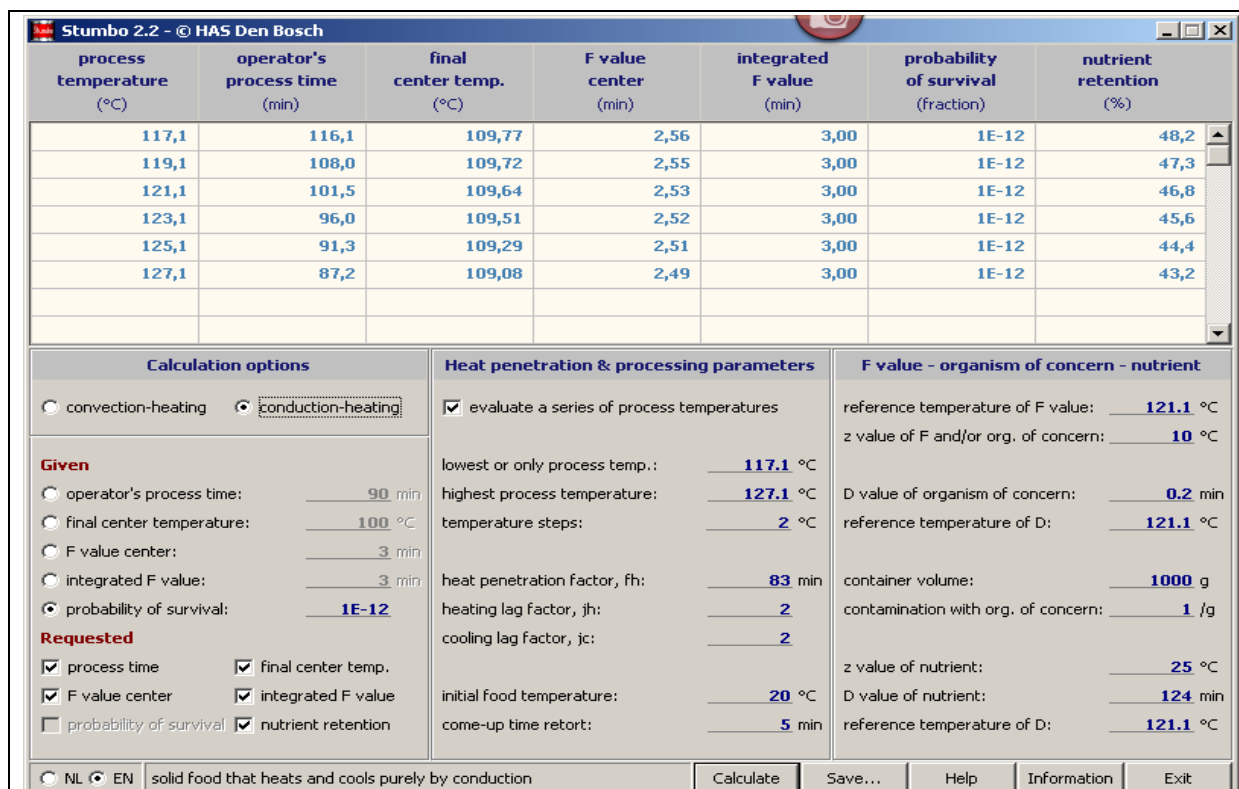 Stumbo 2.2 - © HAS Den Bosch
process temperature (°C) operator's process time (min) final center temp. (°C) F value center (min) integrated F value (min) probability of survival (fraction) nutrient retention (%)
117,1 116,1 109,77 2,56 3,00 1E-12 48,2
119,1 108,0 109,72 2,55 3,00 1E-12 47,3
121,1 101,5 109,64 2,53 3,00 1E-12 46,8
123,1 96,0 109,51 2,52 3,00 1E-12 45,6
125,1 91,3 109,29 2,51 3,00 1E-12 44,4
127,1 87,2 109,08 2,49 3,00 1E-12 43,2
Calculation options
convection-heating conduction-heating
Given
operator's process time: 90 min
final center temperature: 100 °C
F value center: 3 min
integrated F value: 3 min
probability of survival: 1E-12
Requested
process time final center temp.
F value center integrated F value
probability of survival nutrient retention
Heat penetration & processing parameters
evaluate a series of process temperatures
lowest or only process temp.: 117.1 °C
highest process temperature: 127.1 °C
temperature steps: 2 °C
heat penetration factor, fh: 83 min
heating lag factor, jh: 2
cooling lag factor, jc: 2
initial food temperature: 20 °C
come-up time retort: 5 min
F value - organism of concern - nutrient
reference temperature of F value: 121.1 °C
z value of F and/or org. of concern: 10 °C
D value of organism of concern: 0.2 min
reference temperature of D: 121.1 °C
container volume: 1000 g
contamination with org. of concern: 1 /g
z value of nutrient: 25 °C
D value of nutrient: 124 min
reference temperature of D: 121.1 °C
NL EN solid food that heats and cools purely by conduction Calculate Save... Help Information Exit